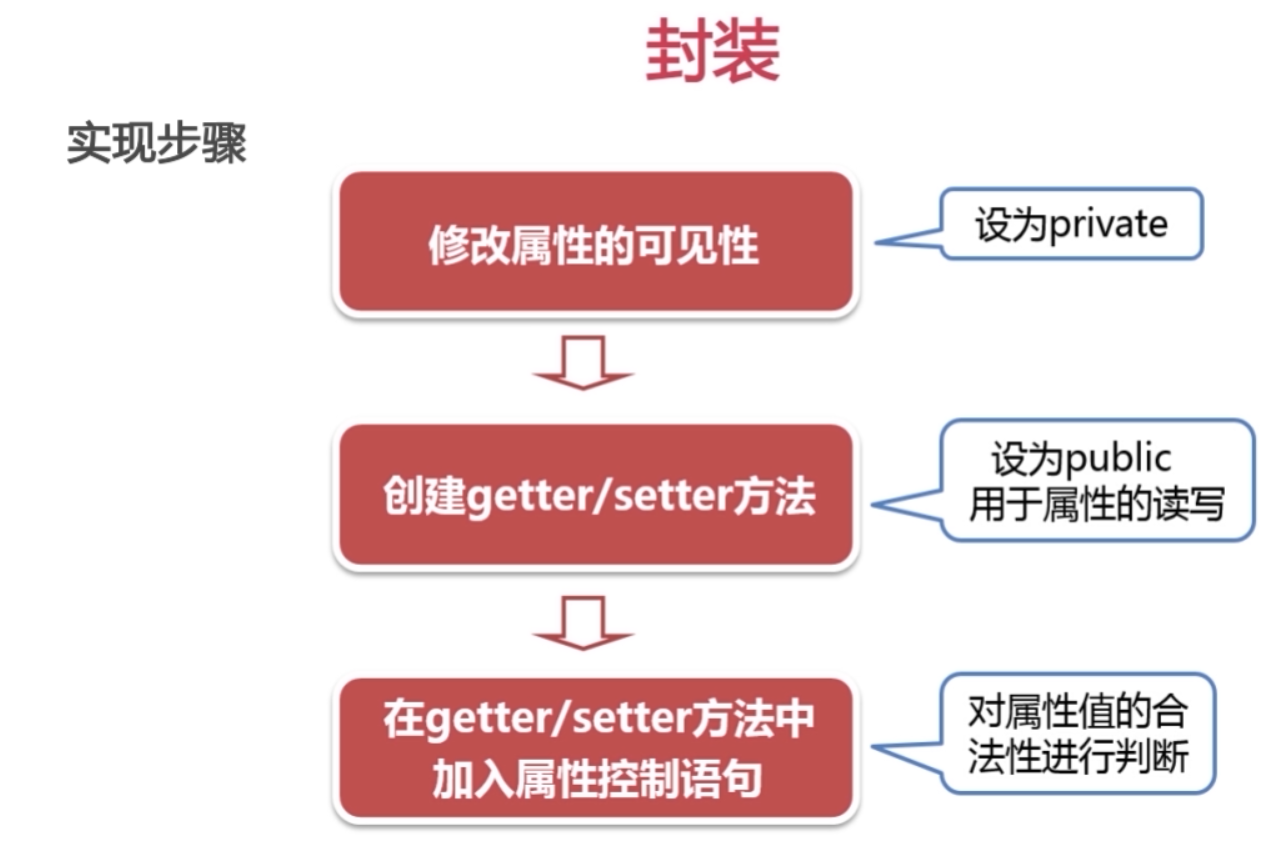 封装
实现步骤
修改属性的可见性
设为private
创建getter/setter方法
设为public
用于属性的读写
在getter/setter方法中
加入属性控制语句
对属性值的合
法性进行判断